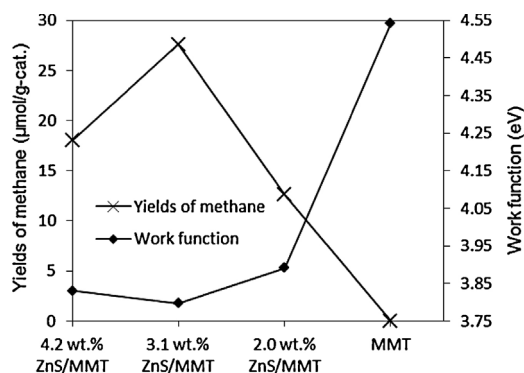 Yields of methane (µmol/g-cat.)
30
25
20
15
10
5
0
Yields of methane
Work function
4.55
4.45
4.35
4.25
4.15
4.05
3.95
3.85
3.75
Work function (eV)
4.2 wt.% 3.1 wt.% 2.0 wt.% MMT
ZnS/MMT ZnS/MMT ZnS/MMT